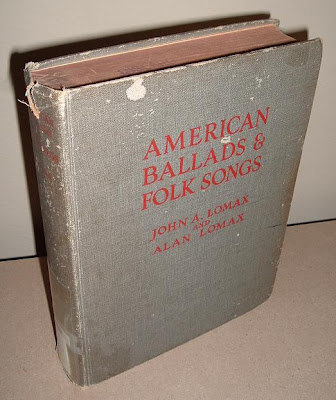 AMERICAN
BALLADS &
FOLK SONGS
JOHN A. LOMAX
AND
ALAN LOMAX